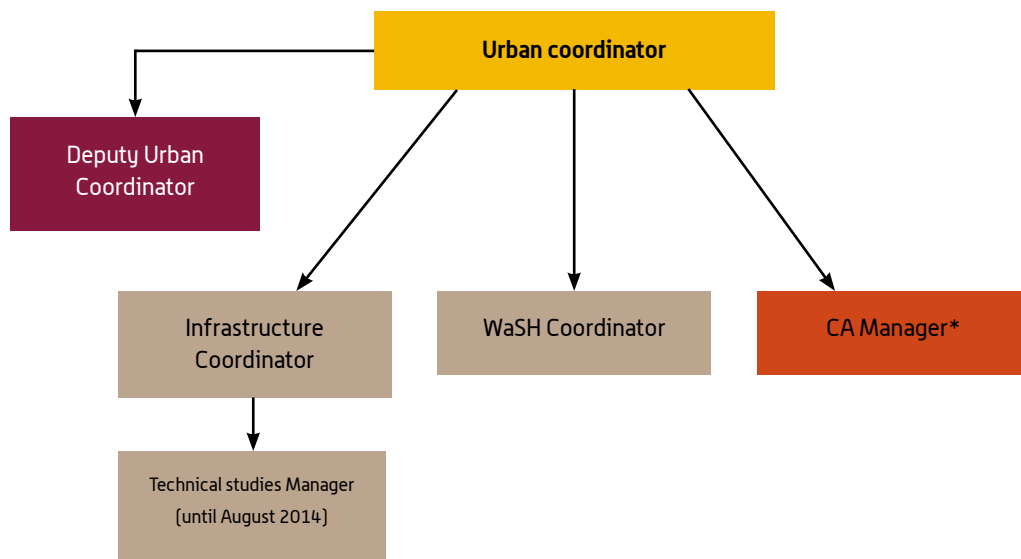 Urban coordinator
Deputy Urban
Coordinator
Infrastructure
Coordinator
WaSH Coordinator
CA Manager*
Technical studies Manager
(until August 2014)